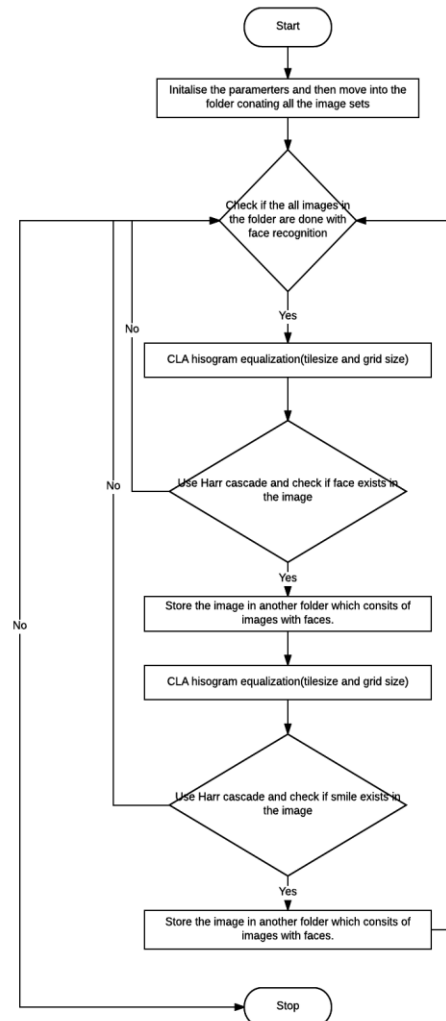 Start
Initalise the paramerters and then move into the
folder conating all the image sets
Check if the all images in
the folder are done with
face recognition
Yes
No
CLA hisogram equalization(tilesize and grid size)
Use Harr cascade and check if face exists in
the image
No
Yes
Store the image in another folder which consits of
images with faces.
No
CLA hisogram equalization(tilesize and grid size)
Use Harr cascade and check if smile exists in
the image
Yes
Store the image in another folder which consits of
images with faces.
Stop